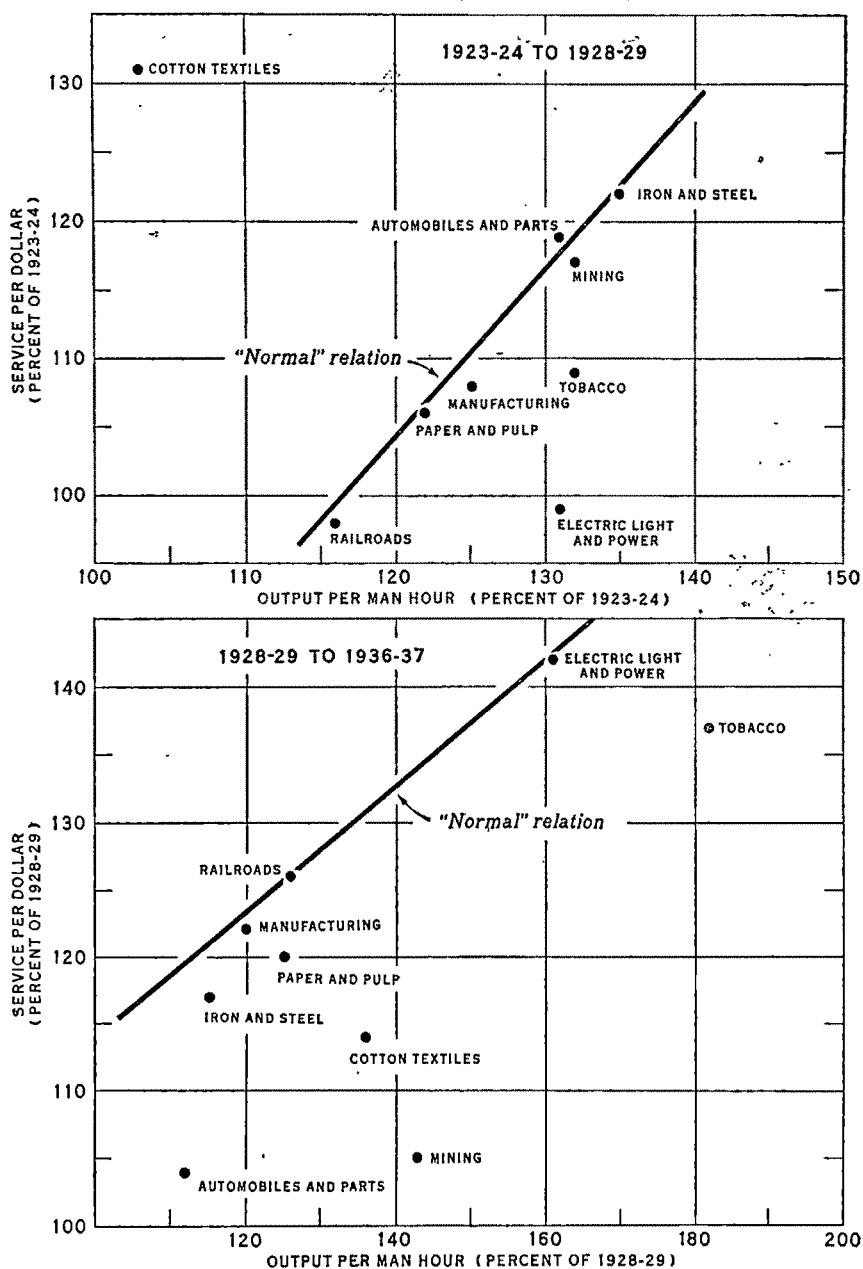 1923-24 TO 1928-29
COTTON TEXTILES
130
IRON AND STEEL
120
AUTOMOBILES AND PARTS
MINING
"Normal" relation
110
TOBACCO
MANUFACTURING
PAPER AND PULP
100
RAILROADS
ELECTRIC LIGHT
AND POWER
SERVICE PER DOLLAR
(PERCENT OF 1923-24)
100 110 120 130 140 150
OUTPUT PER MAN HOUR (PERCENT OF 1923-24)
1928-29 TO 1936-37
ELECTRIC LIGHT
AND POWER
140
TOBACCO
130
"Normal" relation
RAILROADS
MANUFACTURING
120
PAPER AND PULP
IRON AND STEEL
COTTON TEXTILES
110
MINING
AUTOMOBILES AND PARTS
100
SERVICE PER DOLLAR
(PERCENT OF 1928-29)
100 120 140 160 180 200
OUTPUT PER MAN HOUR (PERCENT OF 1928-29)